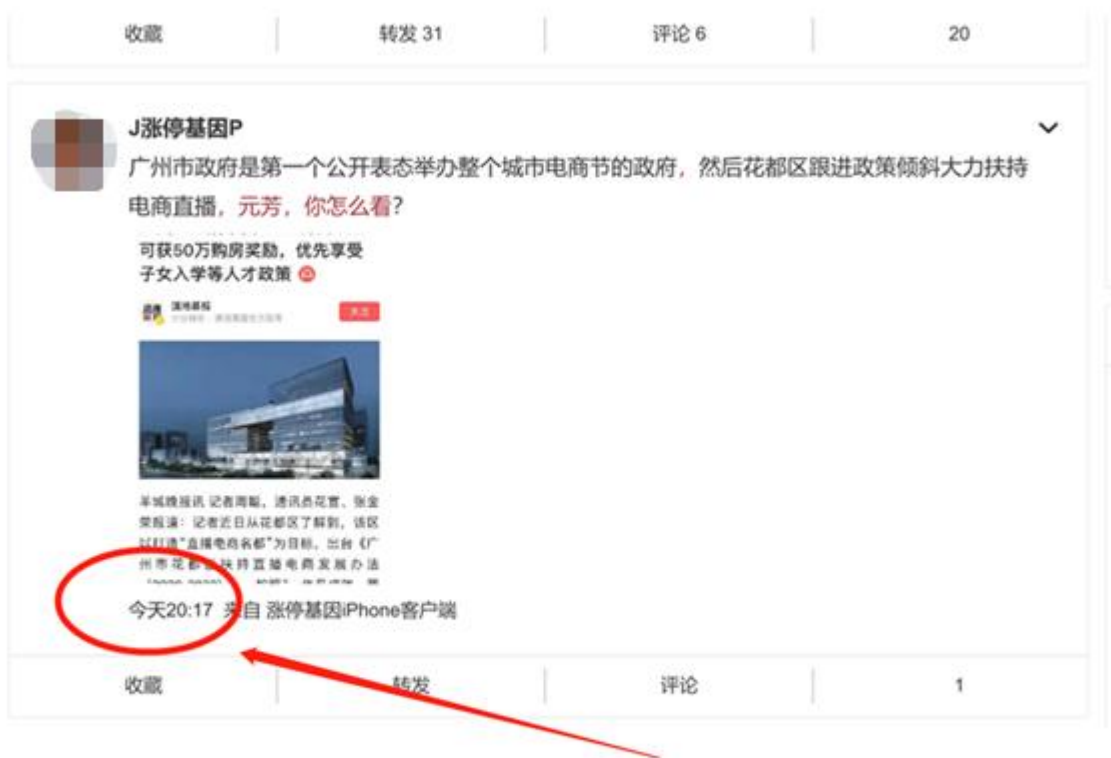 收藏 转发 31 评论 6 20
J涨停基因P
广州市政府是第一个公开表态举办整个城市电商节的政府，然后花都区跟进政策倾斜大力扶持
电商直播，元芳，你怎么看?
可获50万购房奖励，优先享受
子女入学等人才政策
关注
羊城晚报讯 记者周聪，通讯员花宣、张金
荣报道：记者近日从花都区了解到，该区
以打造"直播电商名都"为目标，出台《广
州市花都区扶持直播电商发展办法
今天20:17 来自 涨停基因iPhone客户端
收藏 转发 评论 1